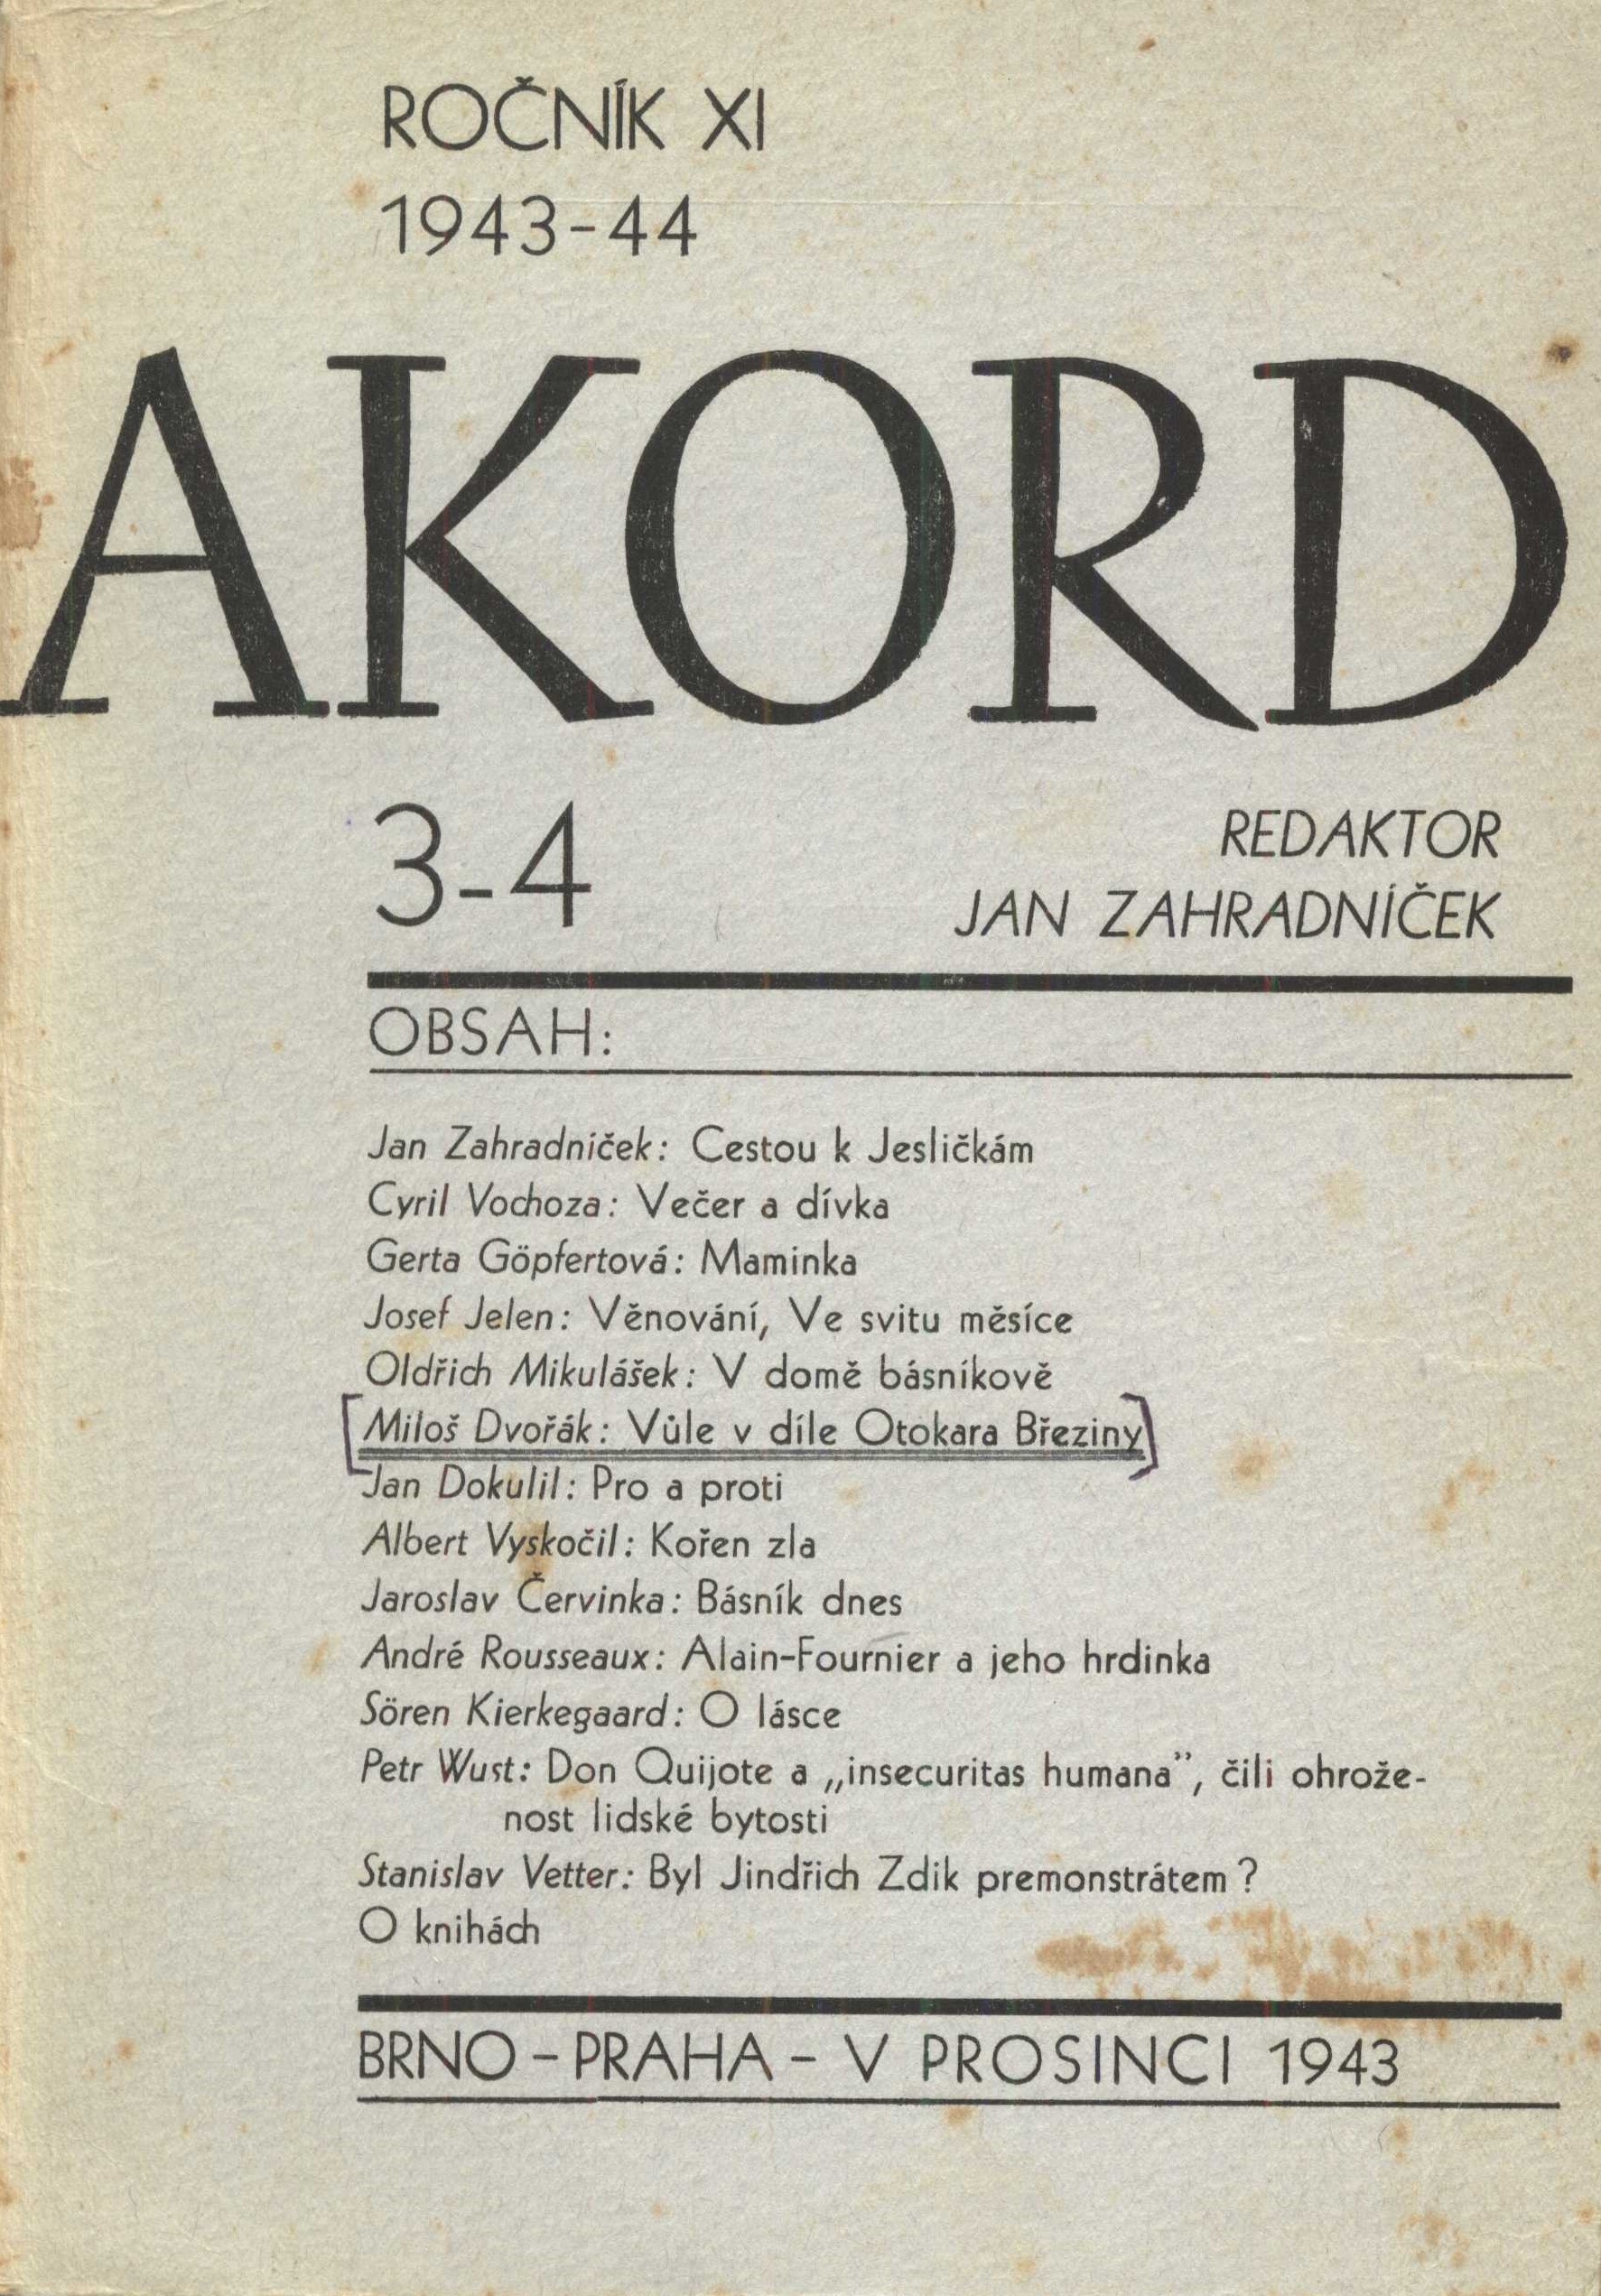 ROČNÍK XI
1943-44
AKORD
3-4
REDAKTOR
JAN ZAHRADNÍČEK
OBSAH:
Jan Zahradníček: Cestou k Jesličkám
Cyril Vochoza: Večer a dívka
Gerta Göpfertová: Maminka
Josef Jelen: Věnování, Ve svitu měsíce
Oldřich Mikulášek: V domě básníkově
Miloš Dvořák: Vůle v díle Otokara Březiny
Jan Dokulil: Pro a proti
Albert Vyskočil: Kořen zla
Jaroslav Červinka: Básník dnes
André Rousseaux: Alain-Fournier a jeho hrdinka
Sören Kierkegaard: O lásce
Petr Wust: Don Quijote a „insecuritas humana", čili ohrože-
nost lidské bytosti
Stanislav Vetter: Byl Jindřich Zdik premonstrátem?
O knihách
BRNO - PRAHA - V PROSINCI 1943